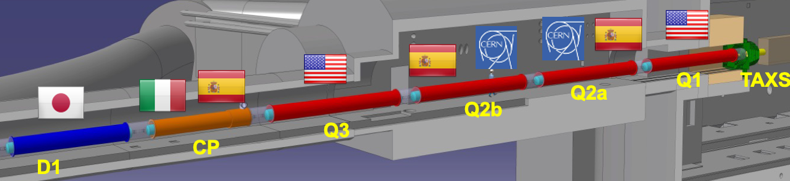 CERN
CERN
Q1
TAXS
Q2a
Q2b
Q3
CP
D1